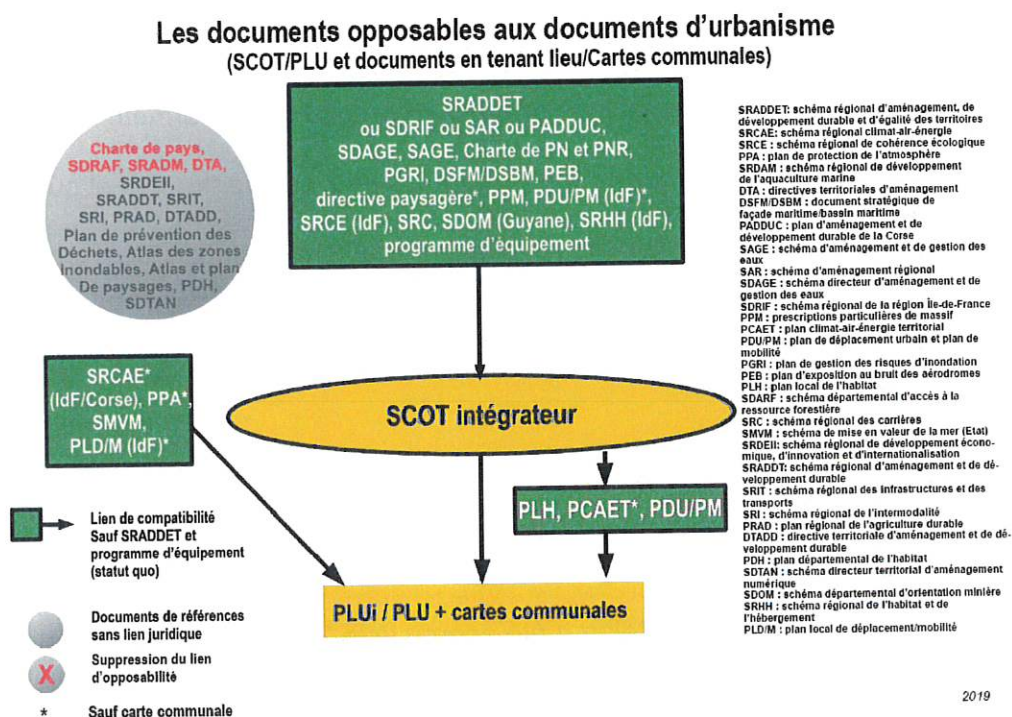 Les documents opposables aux documents d'urbanisme
(SCOT/PLU et documents en tenant lieu/Cartes communales)
Charte de pays,
SDRAF, SRADM, DTA,
SRDEII,
SRADDT, SRIT,
SRI, PRAD, DTADD,
Plan de prévention des
Déchets, Atlas des zones
Inondables, Atlas et plan
De paysages, PDH,
SDTAN
SRADDET
ou SDRIF ou SAR ou PADDUC,
SDAGE, SAGE, Charte de PN et PNR,
PGRI, DSFM/DSBM, PEB,
directive paysagère*, PPM, PDU/PM (IdF)*,
SRCE (IdF), SRC, SDOM (Guyane), SRHH (IdF),
programme d'équipement
SRCAE*
(IdF/Corse), PPA*,
SMVM,
PLD/M (IdF)*
SCOT intégrateur
PLH, PCAET*, PDU/PM
PLUi / PLU + cartes communales
Lien de compatibilité
Sauf SRADDET et
programme d'équipement
(statut quo)
Documents de références
sans lien juridique
X
Suppression du lien
d'opposabilité
* Sauf carte communale
SRADDET: schéma régional d'aménagement, de
développement durable et d'égalité des territoires
SRCAE: schéma régional climat-air-énergie
SRCE : schéma régional de cohérence écologique
PPA : plan de protection de l'atmosphère
SRDAM : schéma régional de développement
de l'aquaculture marine
DTA : directives territoriales d'aménagement
DSFM/DSBM : document stratégique de
façade maritime/bassin maritime
PADDUC : plan d'aménagement et de
développement durable de la Corse
SAGE : schéma d'aménagement et de gestion des
eaux
SAR : schéma d'aménagement régional
SDAGE : schéma directeur d'aménagement et de
gestion des eaux
SDRIF : schéma régional de la région Île-de-France
PPM : prescriptions particulières de massif
PCAET : plan climat-air-énergie territorial
PDU/PM : plan de déplacement urbain et plan de
mobilité
PGRI : plan de gestion des risques d'inondation
PEB : plan d'exposition au bruit des aérodromes
PLH : plan local de l'habitat
SDARF : schéma départemental d'accès à la
ressource forestière
SRC : schéma régional des carrières
SMVM : schéma de mise en valeur de la mer (Etat)
SRDEII: schéma régional de développement écono-
mique, d'innovation et d'internationalisation
SRADDT: schéma régional d'aménagement et de dé-
veloppement durable
SRIT : schéma régional des infrastructures et des
transports
SRI : schéma régional de l'intermodalité
PRAD : plan régional de l'agriculture durable
DTADD : directive territoriale d'aménagement et de dé-
veloppement durable
PDH : plan départemental de l'habitat
SDTAN : schéma directeur territorial d'aménagement
numérique
SDOM : schéma départemental d'orientation minière
SRHH : schéma régional de l'habitat et de
l'hébergement
PLD/M : plan local de déplacement/mobilité
2019